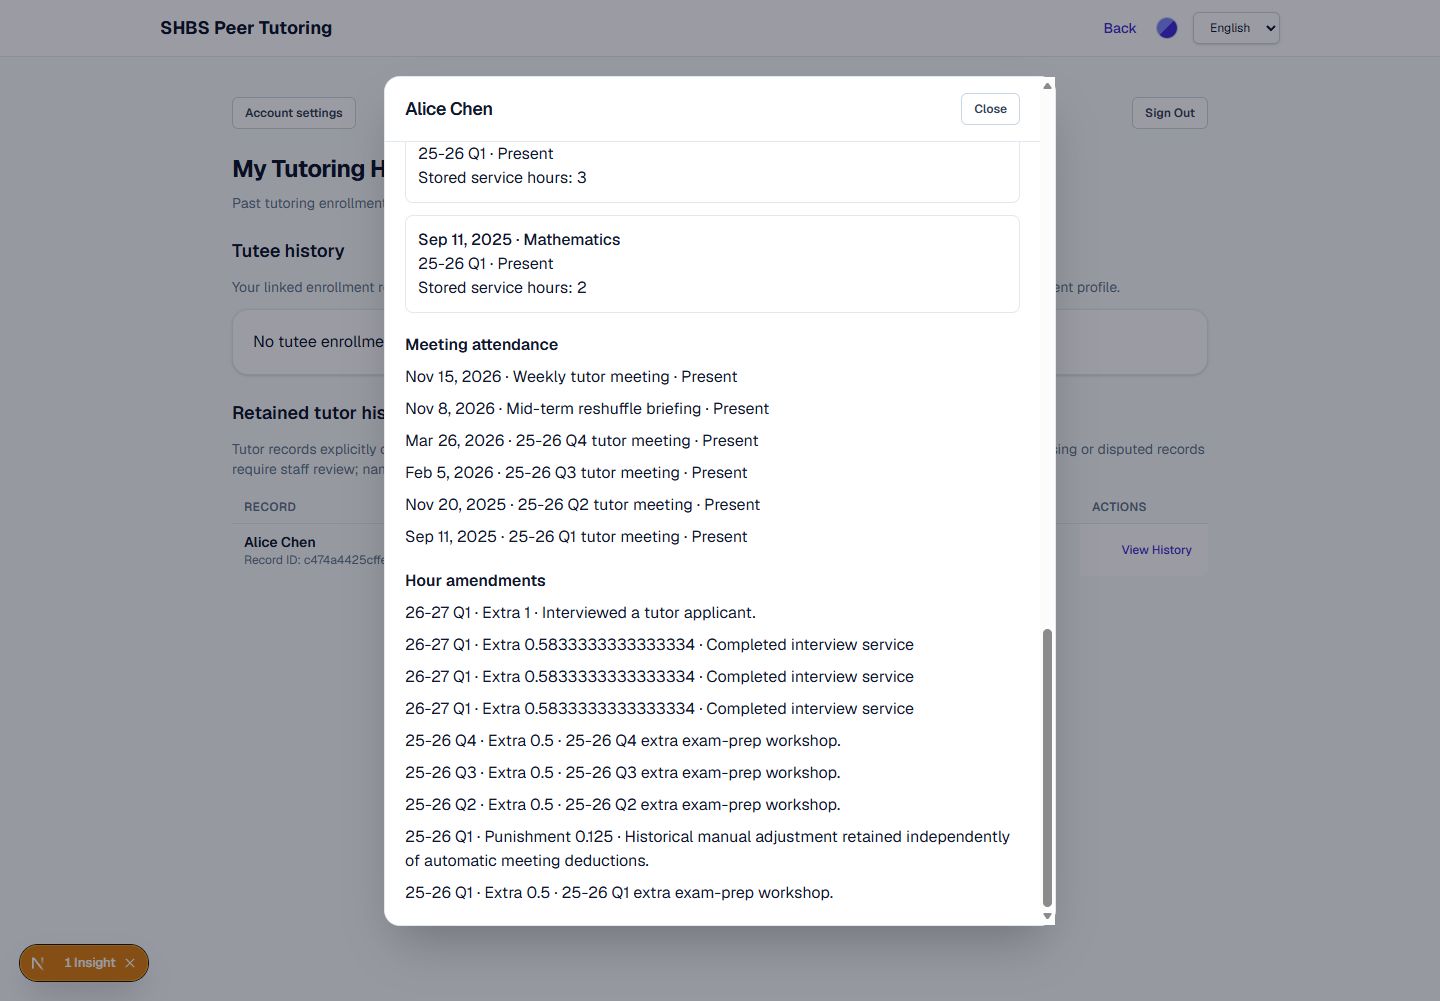 SHBS Peer Tutoring
Back
English
Account settings
Sign Out
My Tutoring H
Past tutoring enrollment
Tutee history
Your linked enrollment r
ent profile.
No tutee enrollme
Retained tutor his
Tutor records explicitly
ing or disputed records
require staff review; nan
RECORD
ACTIONS
Alice Chen
Record ID: c474a4425cffe
View History
Alice Chen
Close
25-26 Q1 · Present
Stored service hours: 3
Sep 11, 2025 · Mathematics
25-26 Q1 · Present
Stored service hours: 2
Meeting attendance
Nov 15, 2026 · Weekly tutor meeting · Present
Nov 8, 2026 · Mid-term reshuffle briefing · Present
Mar 26, 2026 · 25-26 Q4 tutor meeting · Present
Feb 5, 2026 · 25-26 Q3 tutor meeting · Present
Nov 20, 2025 · 25-26 Q2 tutor meeting · Present
Sep 11, 2025 · 25-26 Q1 tutor meeting · Present
Hour amendments
26-27 Q1 · Extra 1 · Interviewed a tutor applicant.
26-27 Q1 · Extra 0.5833333333333334 · Completed interview service
26-27 Q1 · Extra 0.5833333333333334 · Completed interview service
26-27 Q1 · Extra 0.5833333333333334 · Completed interview service
25-26 Q4 · Extra 0.5 · 25-26 Q4 extra exam-prep workshop.
25-26 Q3 · Extra 0.5 · 25-26 Q3 extra exam-prep workshop.
25-26 Q2 · Extra 0.5 · 25-26 Q2 extra exam-prep workshop.
25-26 Q1 · Punishment 0.125 · Historical manual adjustment retained independently
of automatic meeting deductions.
25-26 Q1 · Extra 0.5 · 25-26 Q1 extra exam-prep workshop.
N
1 Insight